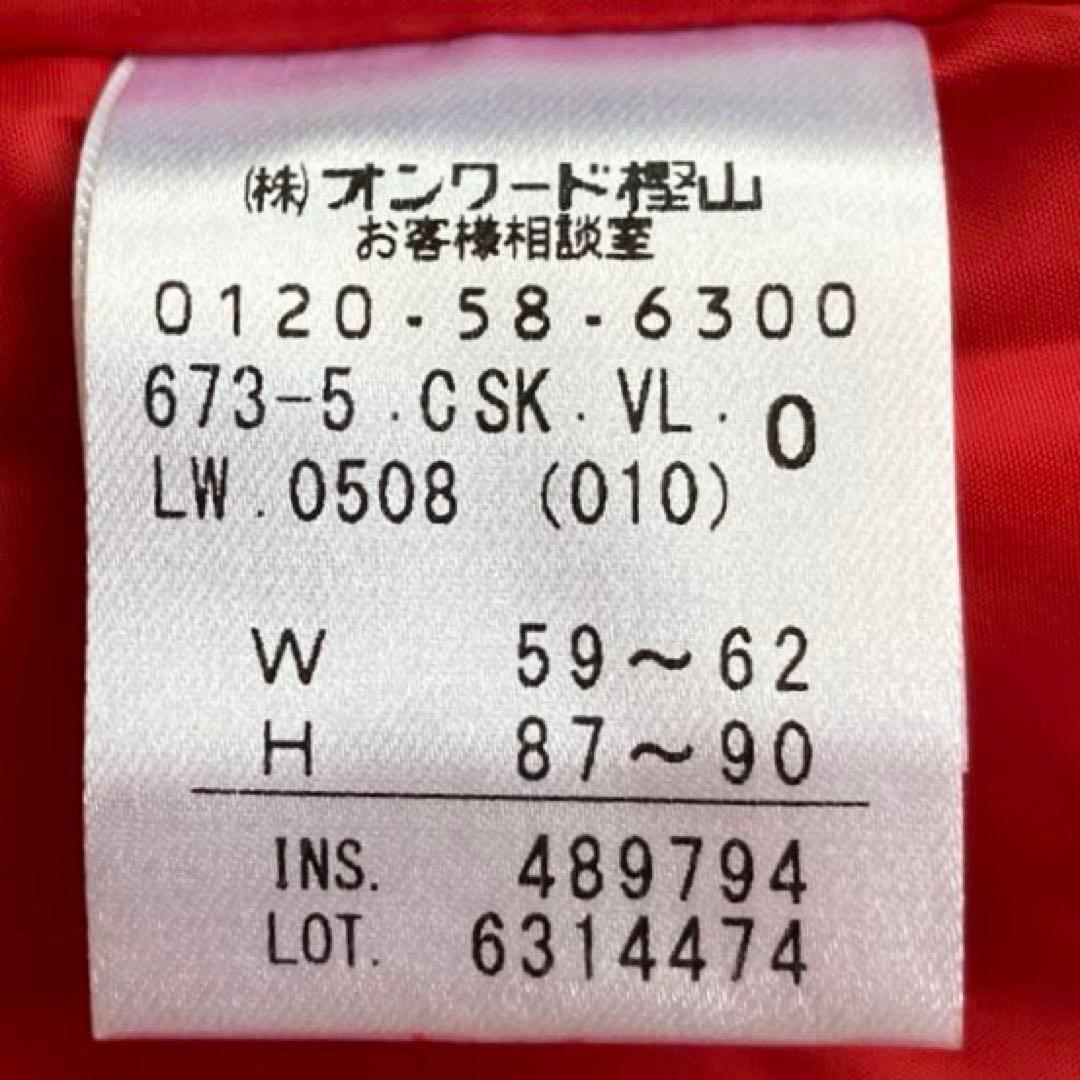 (株)オンワード樫山
お客様相談室
0120-58-6300
673-5.CSK.VL. 0
LW.0508 (010)
W 59～62
H 87～90
INS. 489794
LOT. 6314474